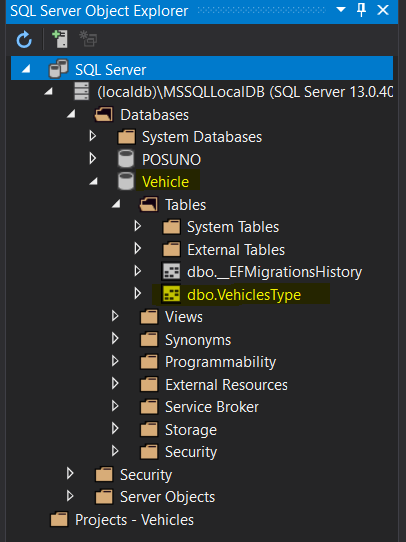 SQL Server Object Explorer
SQL Server
(localdb)\MSSQLLocalDB (SQL Server 13.0.40
Databases
System Databases
POSUNO
Vehicle
Tables
System Tables
External Tables
dbo.__EFMigrationsHistory
dbo.VehiclesType
Views
Synonyms
Programmability
External Resources
Service Broker
Storage
Security
Security
Server Objects
Projects - Vehicles